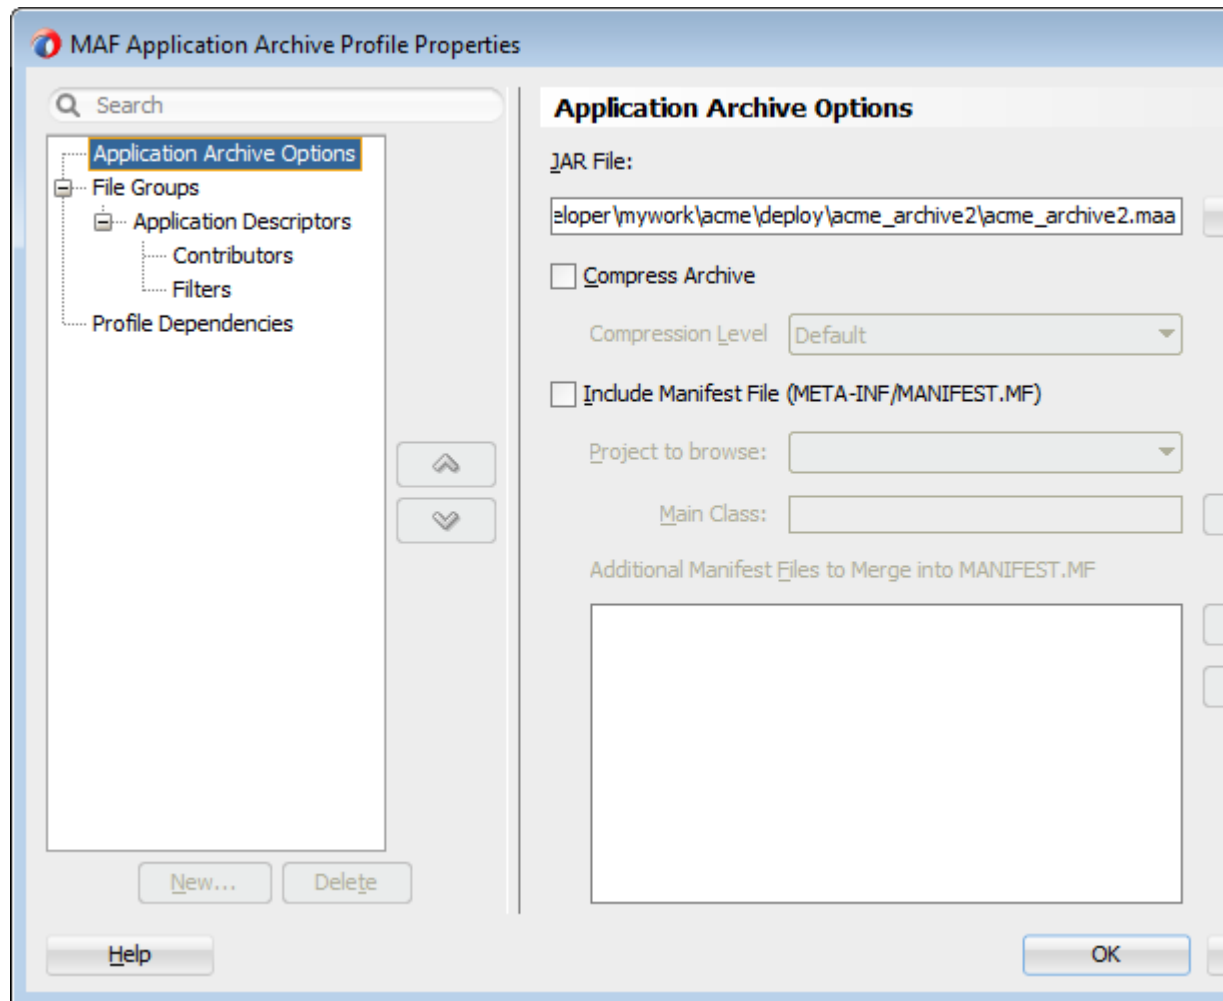 MAF Application Archive Profile Properties
Search
Application Archive Options
File Groups
Application Descriptors
Contributors
Filters
Profile Dependencies
New...
Delete
Application Archive Options
JAR File:
eloper\mywork\acme\deploy\acme_archive2\acme_archive2.maa
Compress Archive
Compression Level
Default
Include Manifest File (META-INF/MANIFEST.MF)
Project to browse:
Main Class:
Additional Manifest Files to Merge into MANIFEST.MF
Help
OK